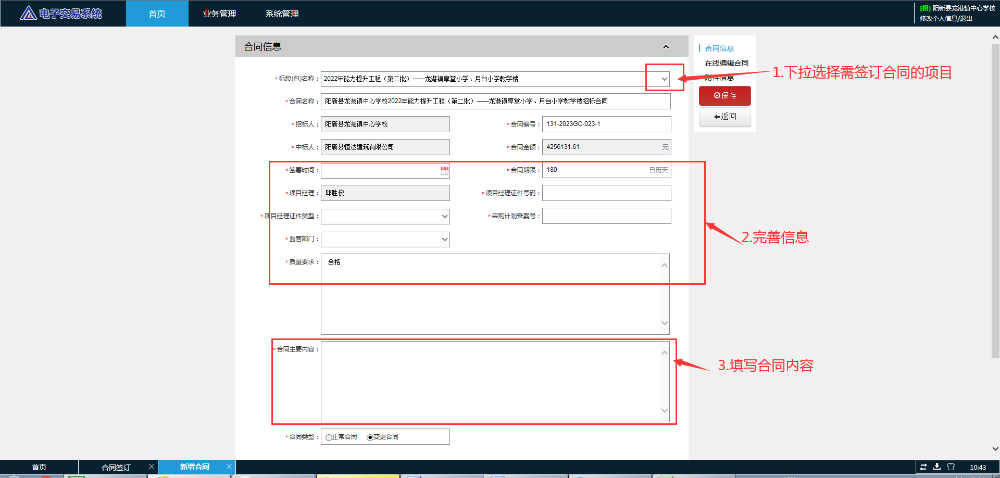 电子交易系统
首页
业务管理
系统管理
[招] 阳新县龙港镇中心学校
修改个人信息/退出
合同信息
合同信息
在线编辑合同
附件信息
保存
返回
1.下拉选择需签订合同的项目
*标段(包)名称：
2022年能力提升工程（第二批）——龙港镇享堂小学、月台小学教学楼
*合同名称：
阳新县龙港镇中心学校2022年能力提升工程（第二批）——龙港镇享堂小学、月台小学教学楼招标合同
*招标人：
阳新县龙港镇中心学校
*合同编号：
131-2023GC-023-1
*中标人：
阳新县恒达建筑有限公司
*合同金额：
4256131.61
元
*签署时间：
*合同期限：
180
日历天
*项目经理：
邱胜俊
*项目经理证件号码：
*项目经理证件类型：
*采购计划备案号：
*监管部门：
2.完善信息
*质量要求：
合格
*合同主要内容：
3.填写合同内容
*合同类型：
正常合同
变更合同
首页
合同签订
新增合同
10:43